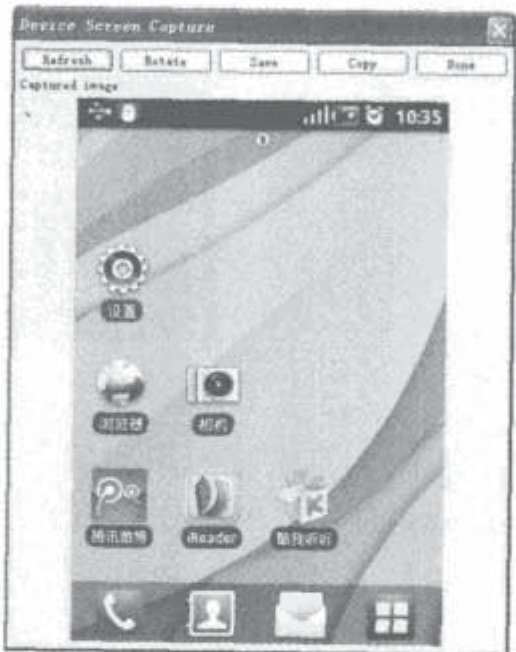 Device Screen Capture
Refresh Rotate Save Copy Done
Captured image
10:35
设置
浏览器 相机
腾讯微博 iReader 酷我听听